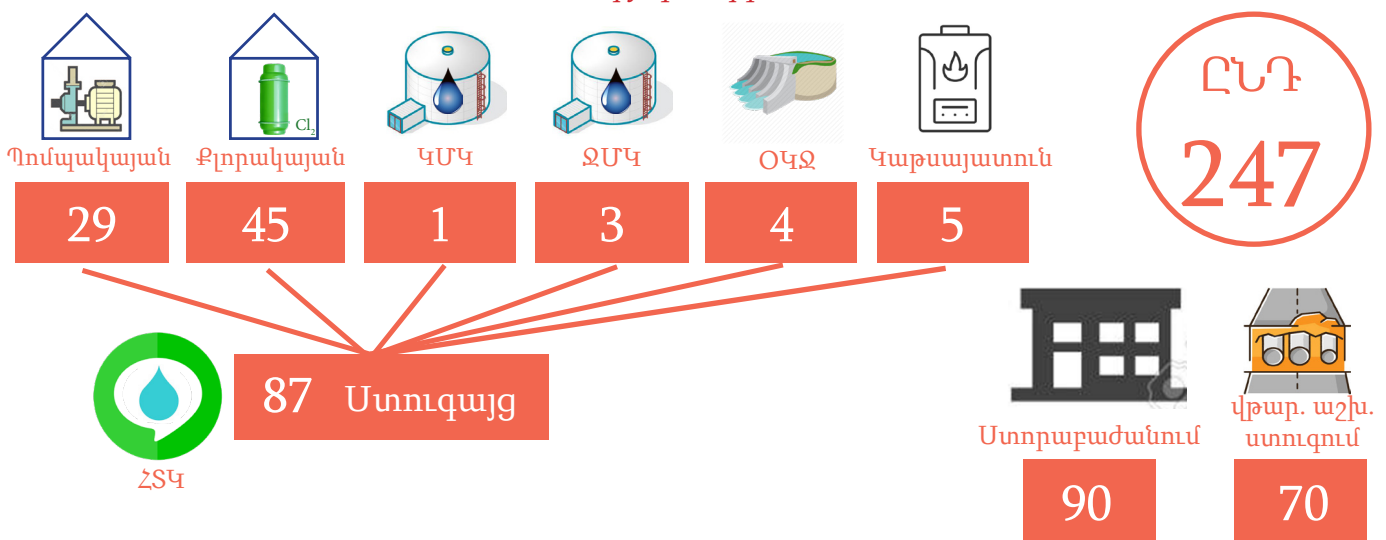 ԸՆԴ
247
Cl₂
Պոմպակայան
Քլորակայան
ԿՄԿ
ՋՄԿ
ՕԿՋ
Կաթսայատուն
29
45
1
3
4
5
87 Ստուգայց
ՀՏԿ
Ստորաբաժանում
90
վթար. աշխ.
ստուգում
70